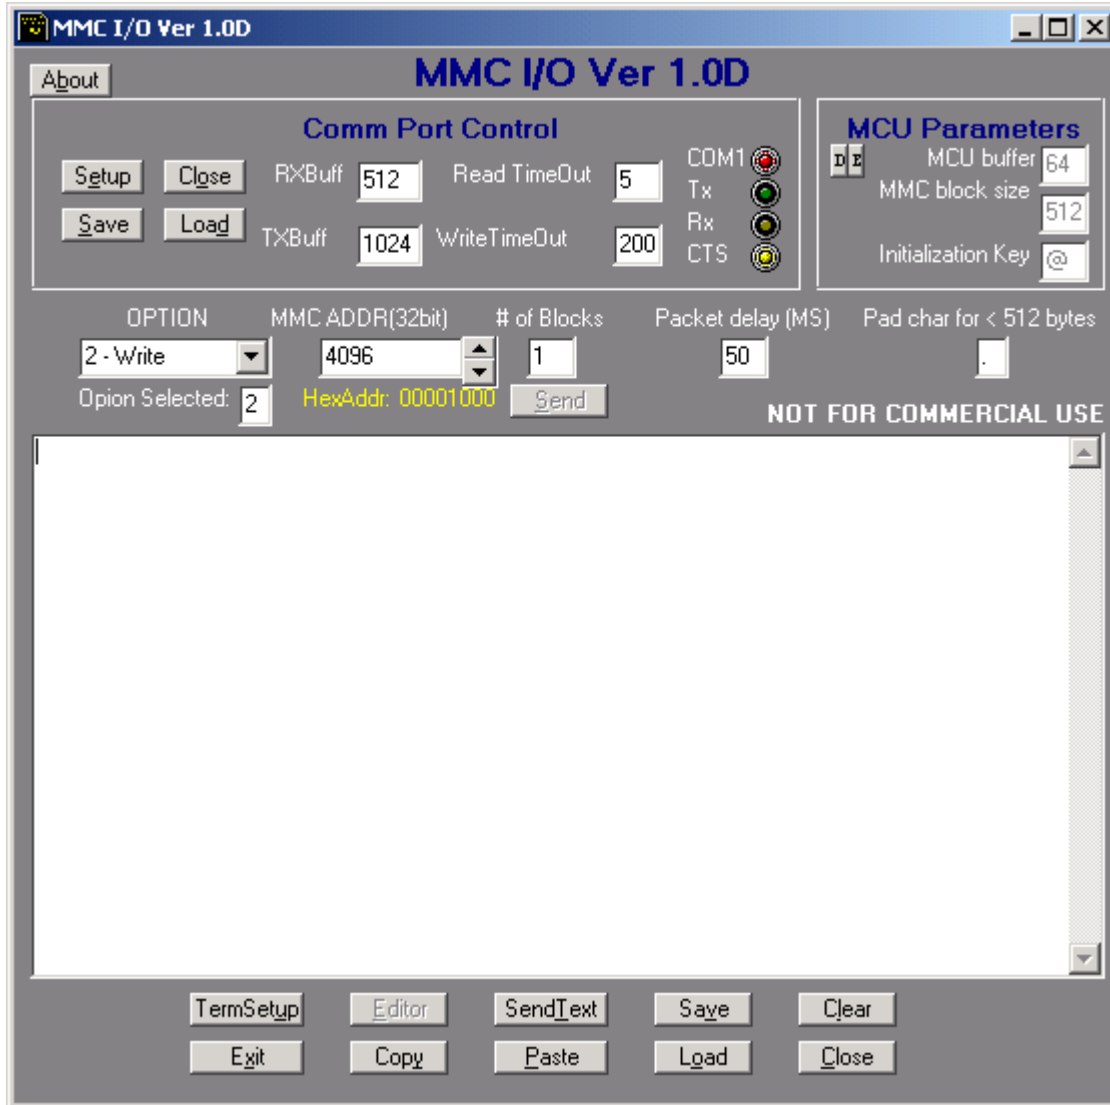 MMC I/O Ver 1.0D
About
MMC I/O Ver 1.0D
Comm Port Control
Setup Close RXBuff 512 Read TimeOut 5 COM1
Tx
Save Load TXBuff 1024 WriteTimeOut 200 Rx
CTS
MCU Parameters
D E MCU buffer 64
MMC block size 512
Initialization Key @
OPTION MMC ADDR(32bit) # of Blocks Packet delay (MS) Pad char for < 512 bytes
2 - Write 4096 1 50 .
Opion Selected: 2 HexAddr: 00001000 Send
NOT FOR COMMERCIAL USE
TermSetup Editor SendText Save Clear
Exit Copy Paste Load Close